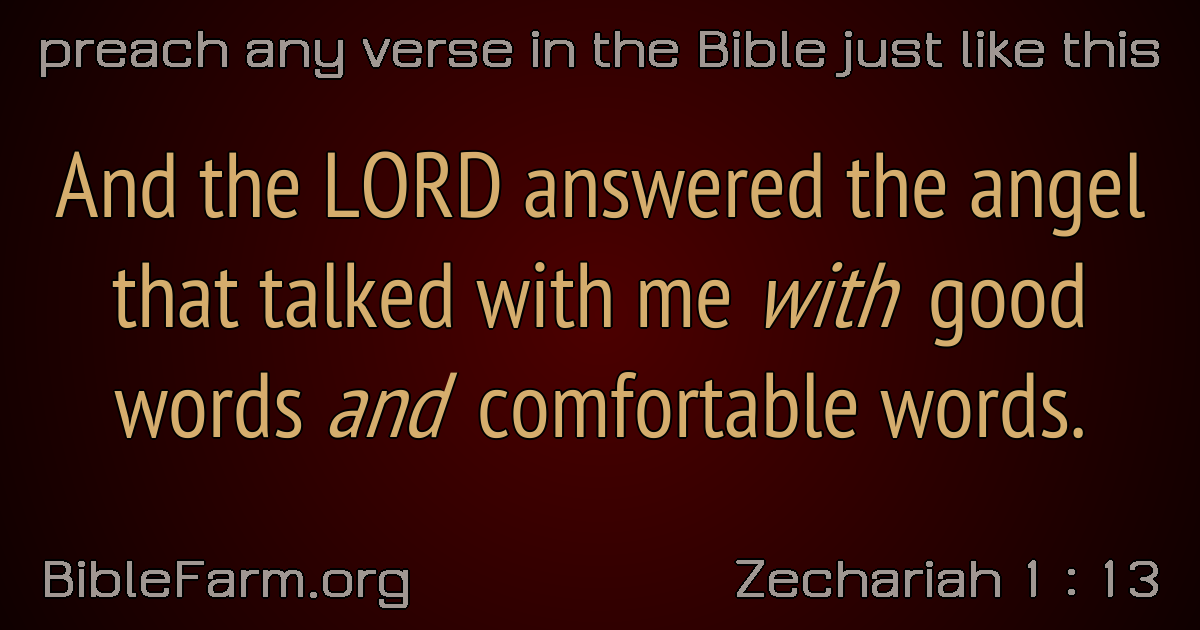 preach any verse in the Bible just like this
And the LORD answered the angel
that talked with me with good
words and comfortable words.
BibleFarm.org
Zechariah 1 : 13